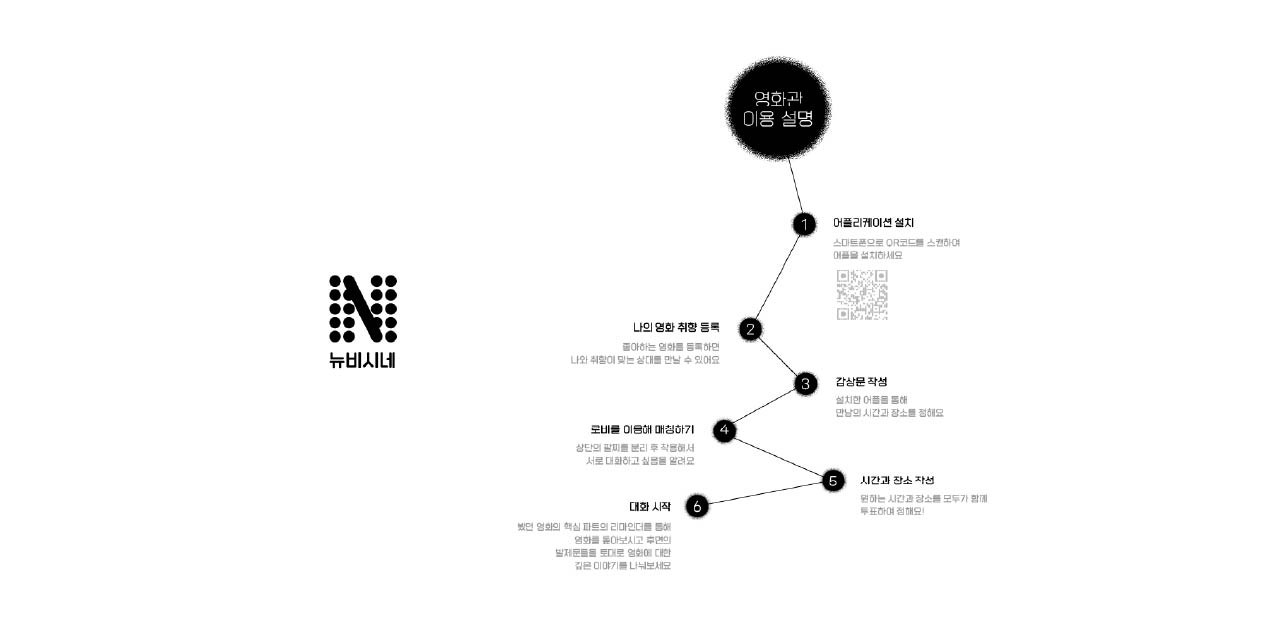 영화관
이용 설명
1
어플리케이션 설치
스마트폰으로 QR코드를 스캔하여
어플을 설치하세요
뉴비시네
2
나의 영화 취향 등록
좋아하는 영화를 등록하면
나와 취향이 맞는 상대를 만날 수 있어요
3
감상문 작성
설치한 어플을 통해
만남의 시간과 장소를 정해요
4
로비를 이용해 매칭하기
상단의 팔찌를 분리 후 착용해서
서로 대화하고 싶음을 알려요
5
시간과 장소 작성
원하는 시간과 장소를 모두가 함께
투표하여 정해요!
6
대화 시작
봤던 영화의 핵심 파트의 리마인더를 통해
영화를 돌아보시고 후면의
발제문들을 토대로 영화에 대한
깊은 이야기를 나눠보세요